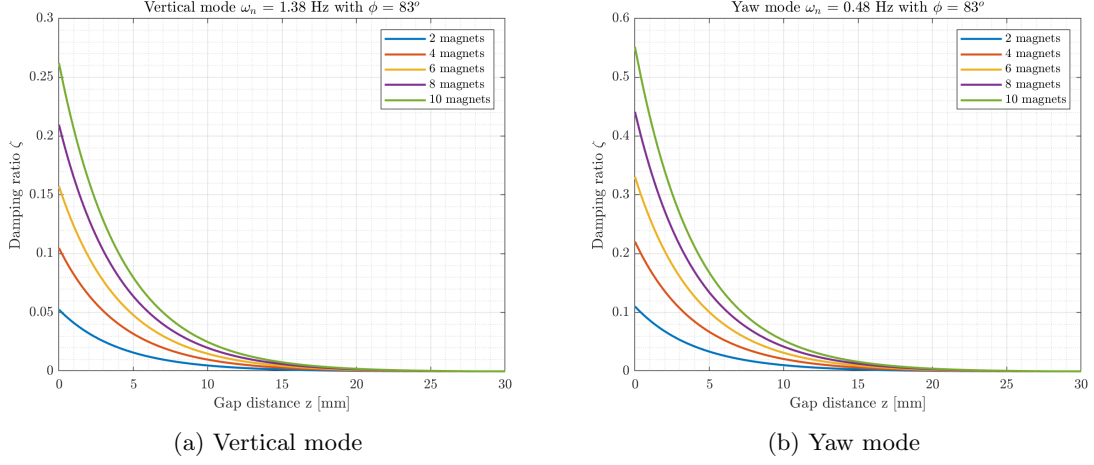 Vertical mode ωₙ = 1.38 Hz with ϕ = 83ᵒ
0.3
0.25
0.2
0.15
0.1
0.05
0
Damping ratio ζ
2 magnets
4 magnets
6 magnets
8 magnets
10 magnets
0 5 10 15 20 25 30
Gap distance z [mm]
(a) Vertical mode
Yaw mode ωₙ = 0.48 Hz with ϕ = 83ᵒ
0.6
0.5
0.4
0.3
0.2
0.1
0
Damping ratio ζ
2 magnets
4 magnets
6 magnets
8 magnets
10 magnets
0 5 10 15 20 25 30
Gap distance z [mm]
(b) Yaw mode